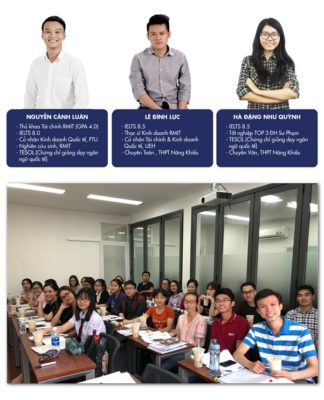 NGUYỄN CẢNH LUÂN
- Thủ khoa Tài chính RMIT (GPA 4.0)
- IELTS 8.0
- Cử nhân Kinh doanh Quốc tế, FTU
- Nghiên cứu sinh, RMIT
- TESOL (Chứng chỉ giảng dạy ngôn
ngữ quốc tế)
LÊ ĐÌNH LỰC
- IELTS 8.5
- Thạc sĩ Kinh doanh RMIT
- Cử nhân Tài chính & Kinh doanh
Quốc tế, UEH
- Chuyên Toán, THPT Năng Khiếu
HÀ ĐẶNG NHƯ QUỲNH
- IELTS 8.5
- Tốt nghiệp TOP 3 ĐH Sư Phạm
- TESOL (Chứng chỉ giảng dạy ngôn
ngữ quốc tế)
- Chuyên Văn, THPT Năng Khiếu